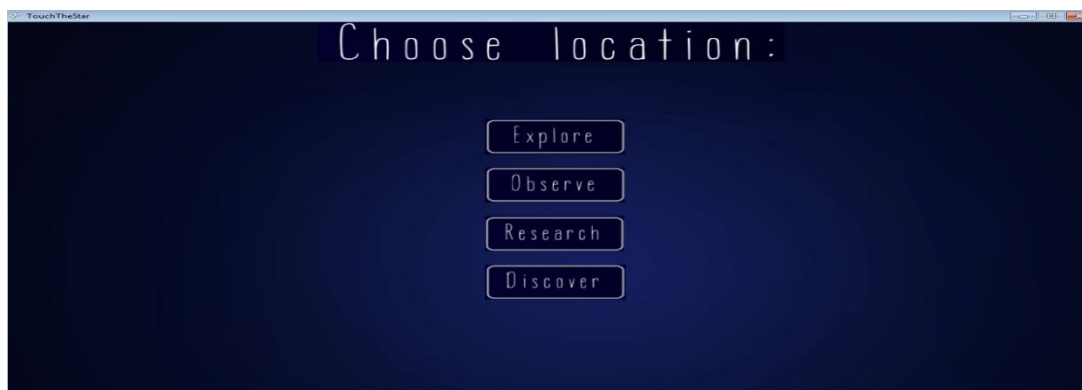 TouchTheStar
Choose location:
Explore
Observe
Research
Discover